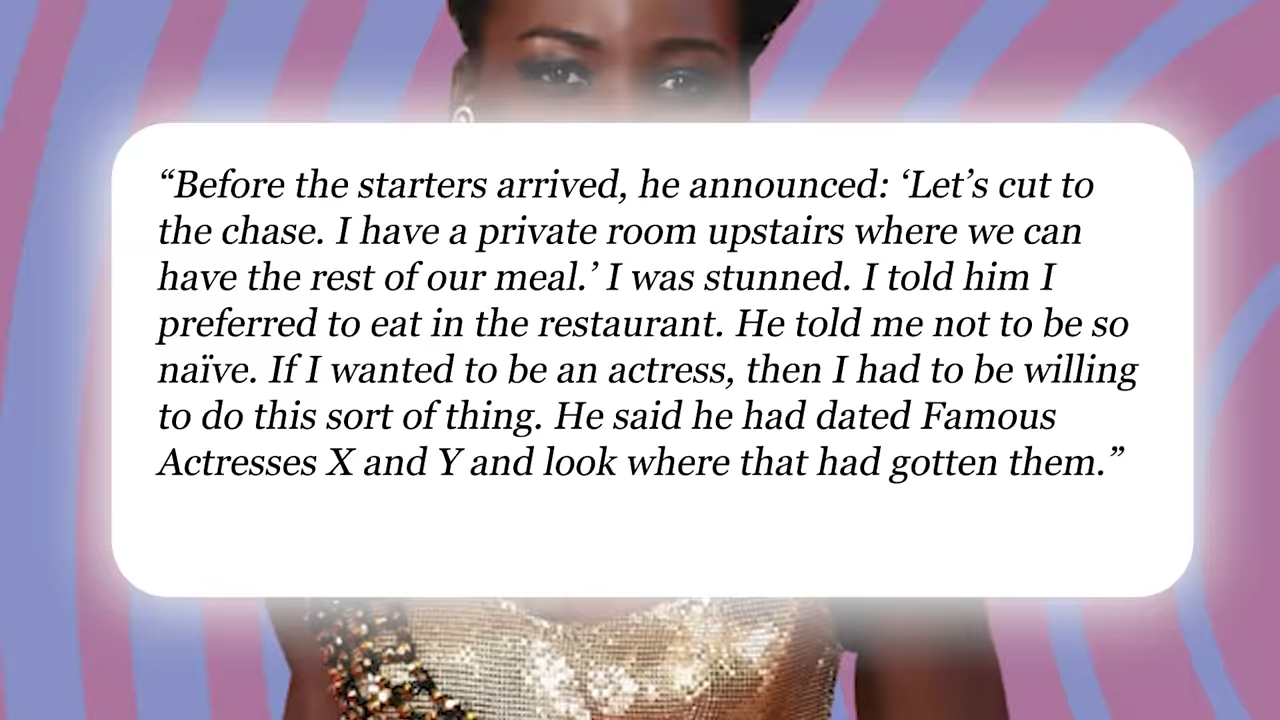 “Before the starters arrived, he announced: ‘Let’s cut to
the chase. I have a private room upstairs where we can
have the rest of our meal.’ I was stunned. I told him I
preferred to eat in the restaurant. He told me not to be so
naïve. If I wanted to be an actress, then I had to be willing
to do this sort of thing. He said he had dated Famous
Actresses X and Y and look where that had gotten them.”